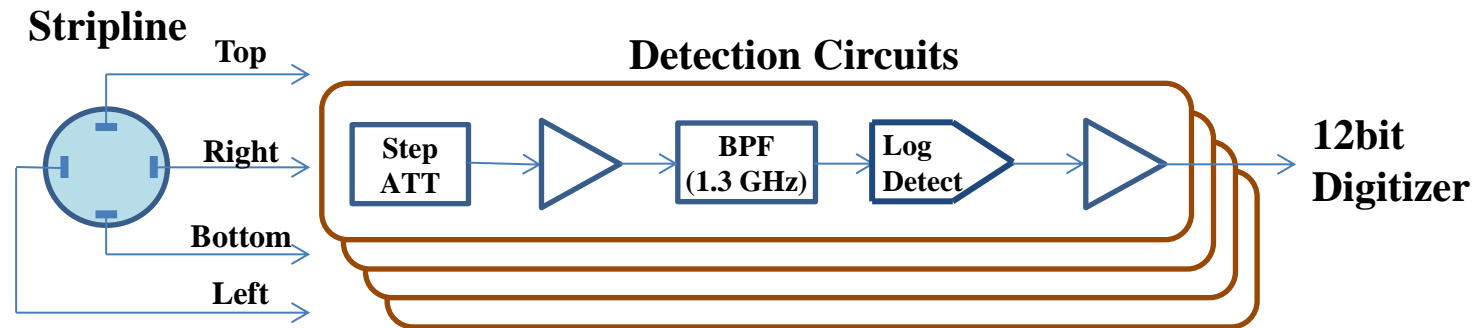 Stripline
Top
Right
Bottom
Left
Detection Circuits
Step
ATT
BPF
(1.3 GHz)
Log
Detect
12bit
Digitizer